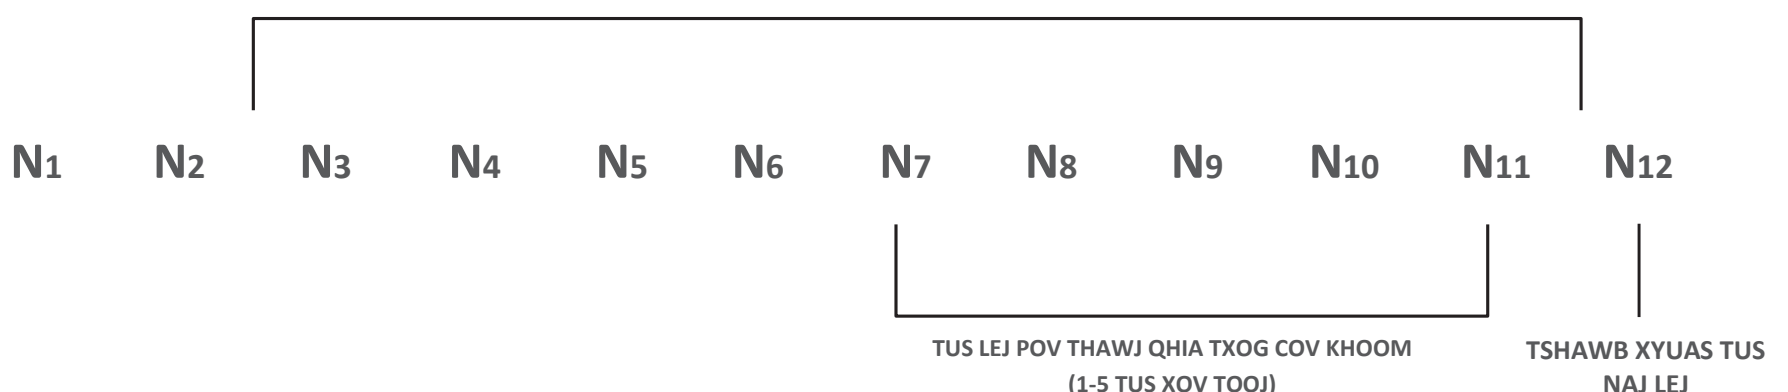 N1 N2 N3 N4 N5 N6 N7 N8 N9 N10 N11 N12
TUS LEJ POV THAWJ QHIA TXOG COV KHOOM
(1-5 TUS XOV TOOJ)
TSHAWB XYUAS TUS
NAJ LEJ